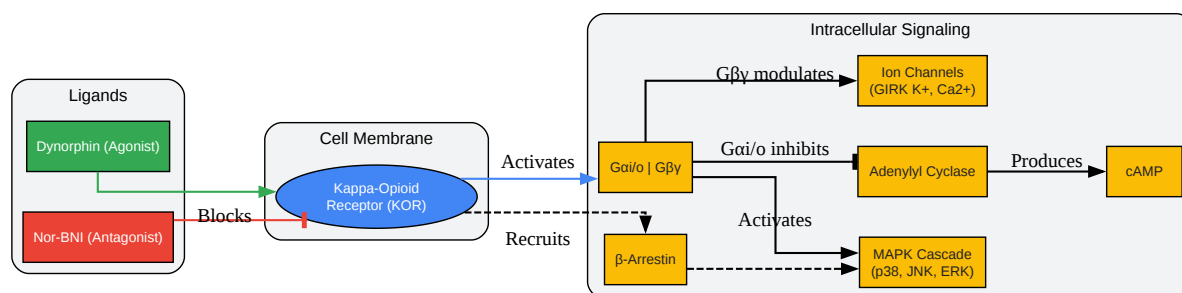 Intracellular Signaling
Ligands
Dynorphin (Agonist)
Nor-BNI (Antagonist)
Blocks
Cell Membrane
Kappa-Opioid
Receptor (KOR)
Activates
Recruits
Gαi/o | Gβγ
β-Arrestin
Gβγ modulates
Gαi/o inhibits
Activates
Ion Channels
(GIRK K+, Ca2+)
Adenylyl Cyclase
MAPK Cascade
(p38, JNK, ERK)
Produces
cAMP